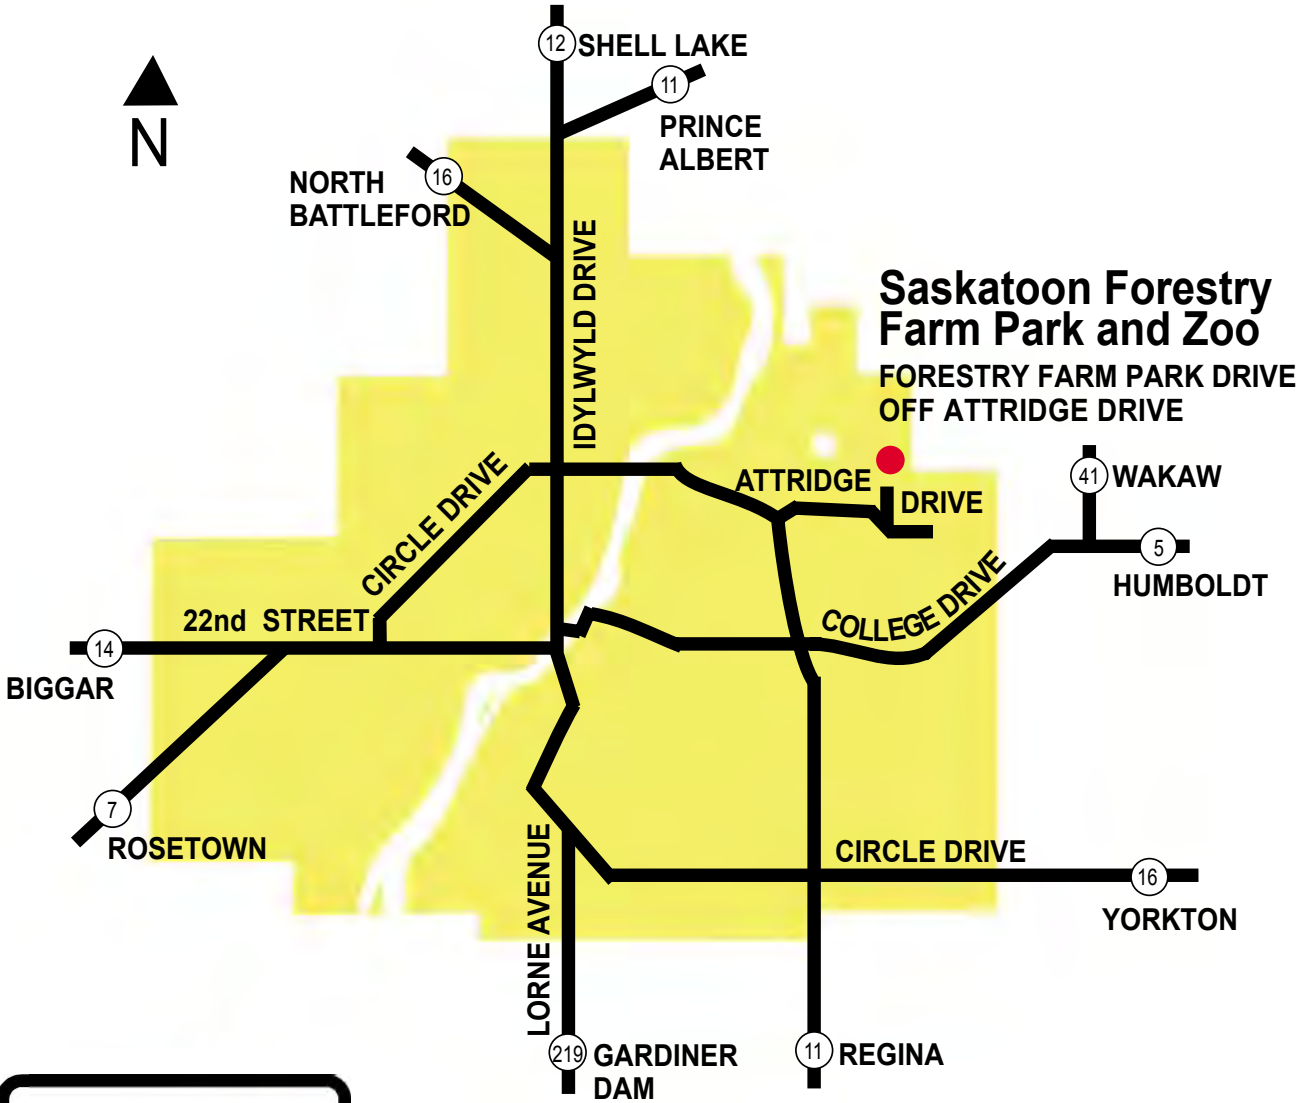 12 SHELL LAKE
11
PRINCE
ALBERT
N
16
NORTH
BATTLEFORD
IDYLWYLD DRIVE
Saskatoon Forestry
Farm Park and Zoo
FORESTRY FARM PARK DRIVE
OFF ATTRIDGE DRIVE
ATTRIDGE
DRIVE
41 WAKAW
5
HUMBOLDT
CIRCLE DRIVE
COLLEGE DRIVE
22nd STREET
14
BIGGAR
7
ROSETOWN
LORNE AVENUE
CIRCLE DRIVE
16
YORKTON
219 GARDINER
DAM
11 REGINA